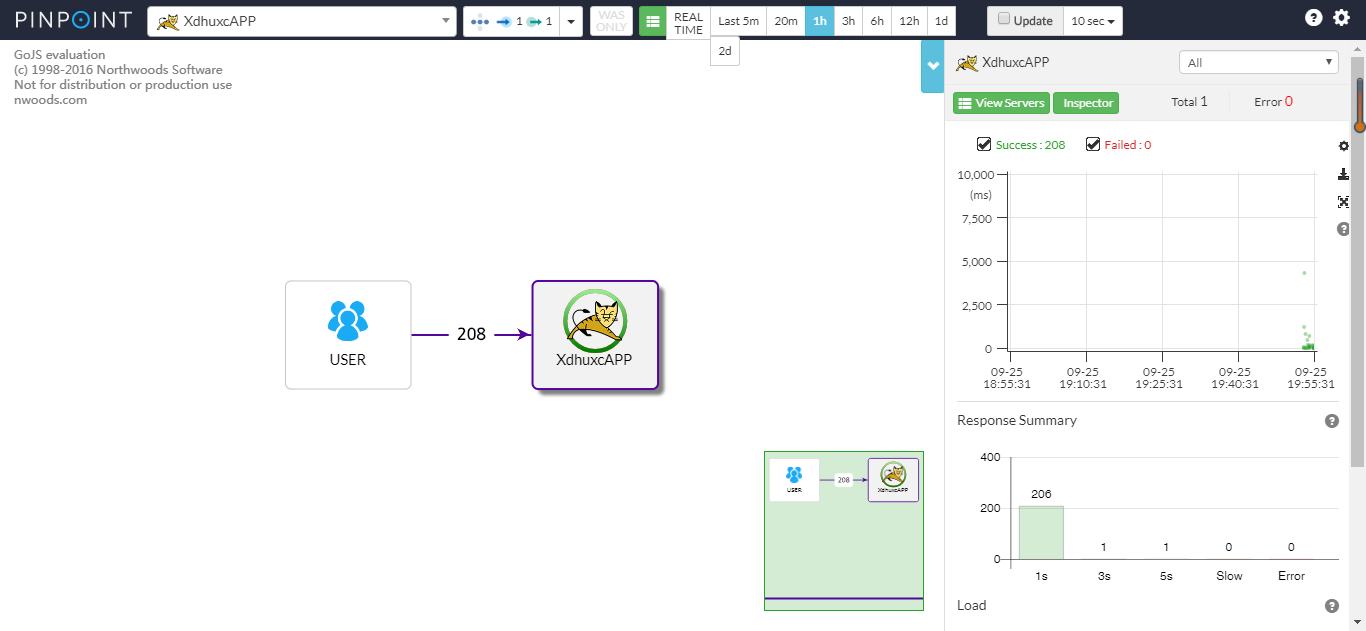 PINPOINT
XdhuxcAPP
1 1
WAS ONLY
REAL TIME
Last 5m 20m 1h 3h 6h 12h 1d
2d
Update 10 sec
GoJS evaluation
(c) 1998-2016 Northwoods Software
Not for distribution or production use
nwoods.com
USER
208
XdhuxcAPP
USER
208
XdhuxcAPP
XdhuxcAPP
All
View Servers Inspector Total 1 Error 0
Success : 208 Failed : 0
10,000
(ms)
7,500
5,000
2,500
0
09-25 09-25 09-25 09-25 09-25
18:55:31 19:10:31 19:25:31 19:40:31 19:55:31
Response Summary
400
206
200
1 1 0 0
0
1s 3s 5s Slow Error
Load